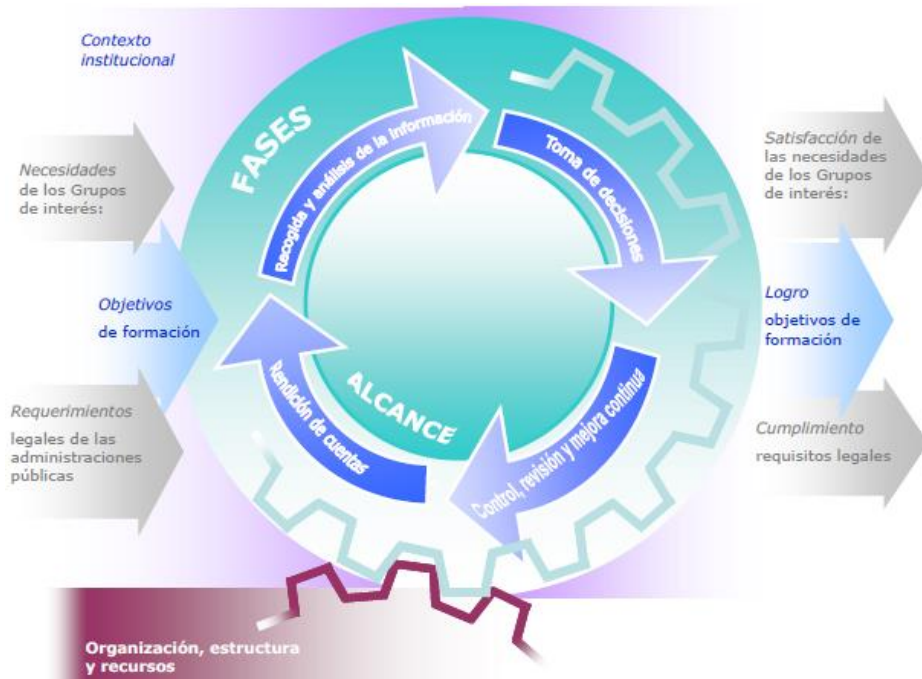 Contexto
institucional
FASES
Recogida y análisis de la información
Toma de decisiones
Control, revisión y mejora continua
Rendición de cuentas
ALCANCE
Necesidades
de los Grupos
de interés:
Objetivos
de formación
Requerimientos
legales de las
administraciones
públicas
Satisfacción de
las necesidades
de los Grupos
de interés:
Logro
objetivos de
formación
Cumplimiento
requisitos legales
Organización, estructura
y recursos